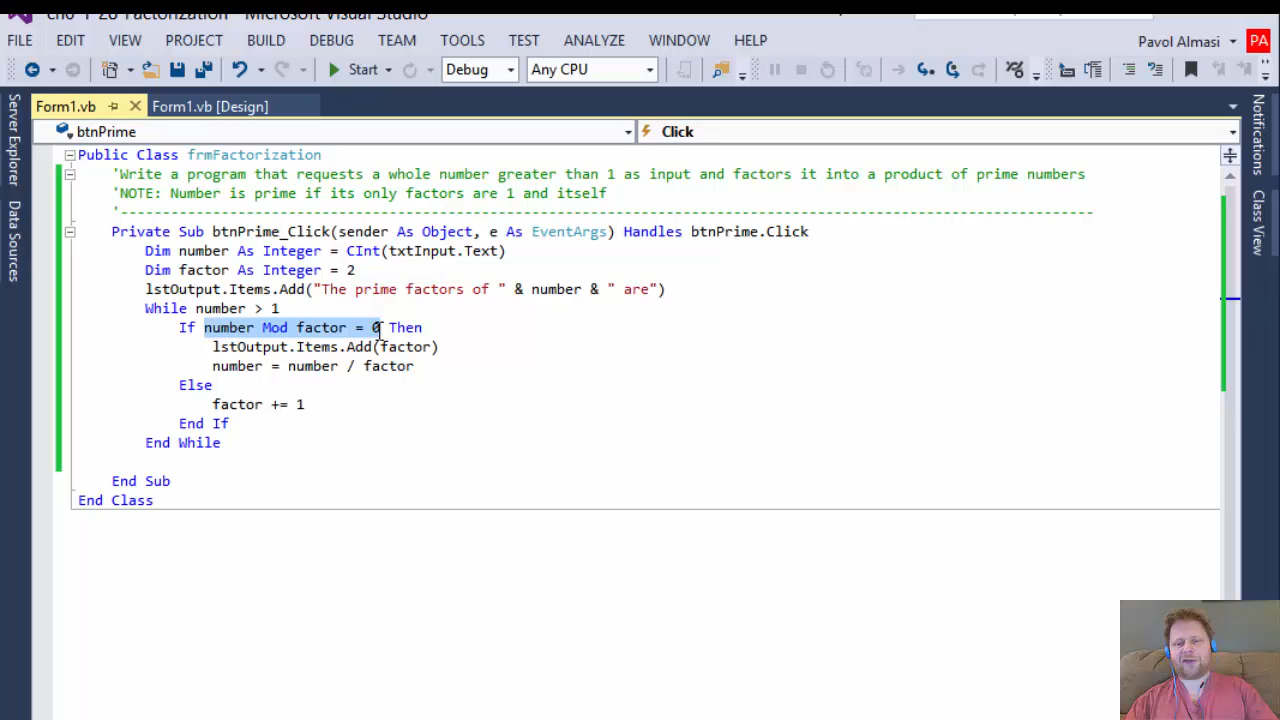 Factorization - Microsoft Visual Studio
FILE EDIT VIEW PROJECT BUILD DEBUG TEAM TOOLS TEST ANALYZE WINDOW HELP
Pavol Almasi PA
Start Debug Any CPU
Form1.vb Form1.vb [Design]
btnPrime Click
Public Class frmFactorization
'Write a program that requests a whole number greater than 1 as input and factors it into a product of prime numbers
'NOTE: Number is prime if its only factors are 1 and itself
'--------------------------------------------------------------------------------------------------------------------
Private Sub btnPrime_Click(sender As Object, e As EventArgs) Handles btnPrime.Click
Dim number As Integer = CInt(txtInput.Text)
Dim factor As Integer = 2
lstOutput.Items.Add("The prime factors of " & number & " are")
While number > 1
If number Mod factor = 0 Then
lstOutput.Items.Add(factor)
number = number / factor
Else
factor += 1
End If
End While
End Sub
End Class
Server Explorer
Data Sources
Notifications
Class View